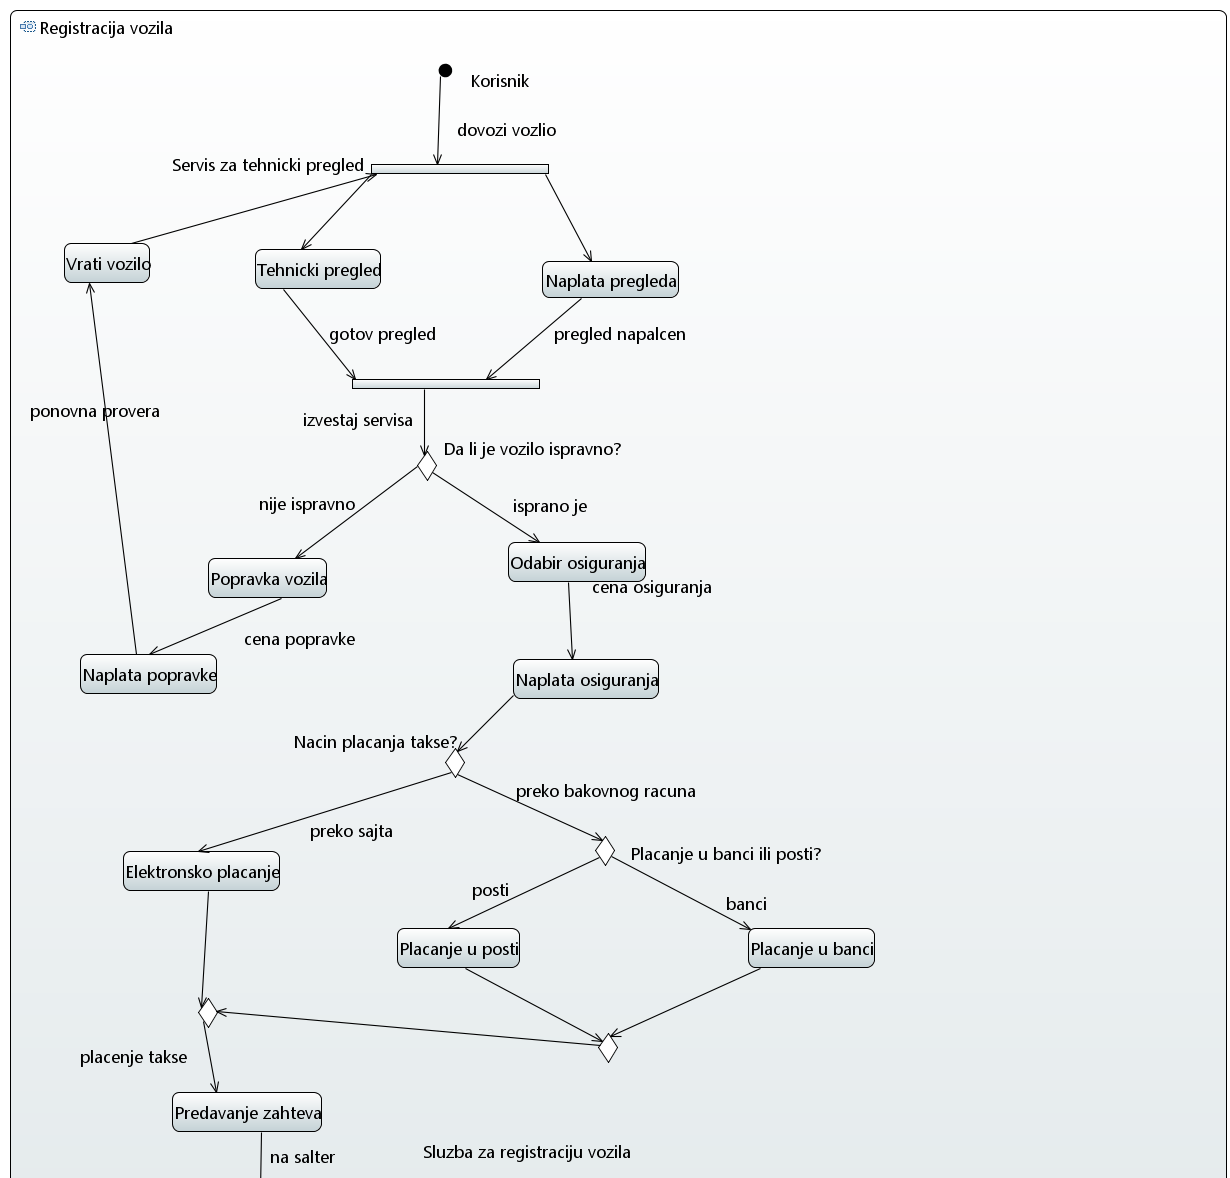 Registracija vozila
Korisnik
dovozi vozlio
Servis za tehnicki pregled
Vrati vozilo
Tehnicki pregled
Naplata pregleda
gotov pregled
pregled napalcen
ponovna provera
izvestaj servisa
Da li je vozilo ispravno?
nije ispravno
isprano je
Odabir osiguranja
Popravka vozila
cena osiguranja
cena popravke
Naplata popravke
Naplata osiguranja
Nacin placanja takse?
preko bakovnog racuna
preko sajta
Placanje u banci ili posti?
Elektronsko placanje
posti
banci
Placanje u posti
Placanje u banci
placenje takse
Predavanje zahteva
na salter
Sluzba za registraciju vozila